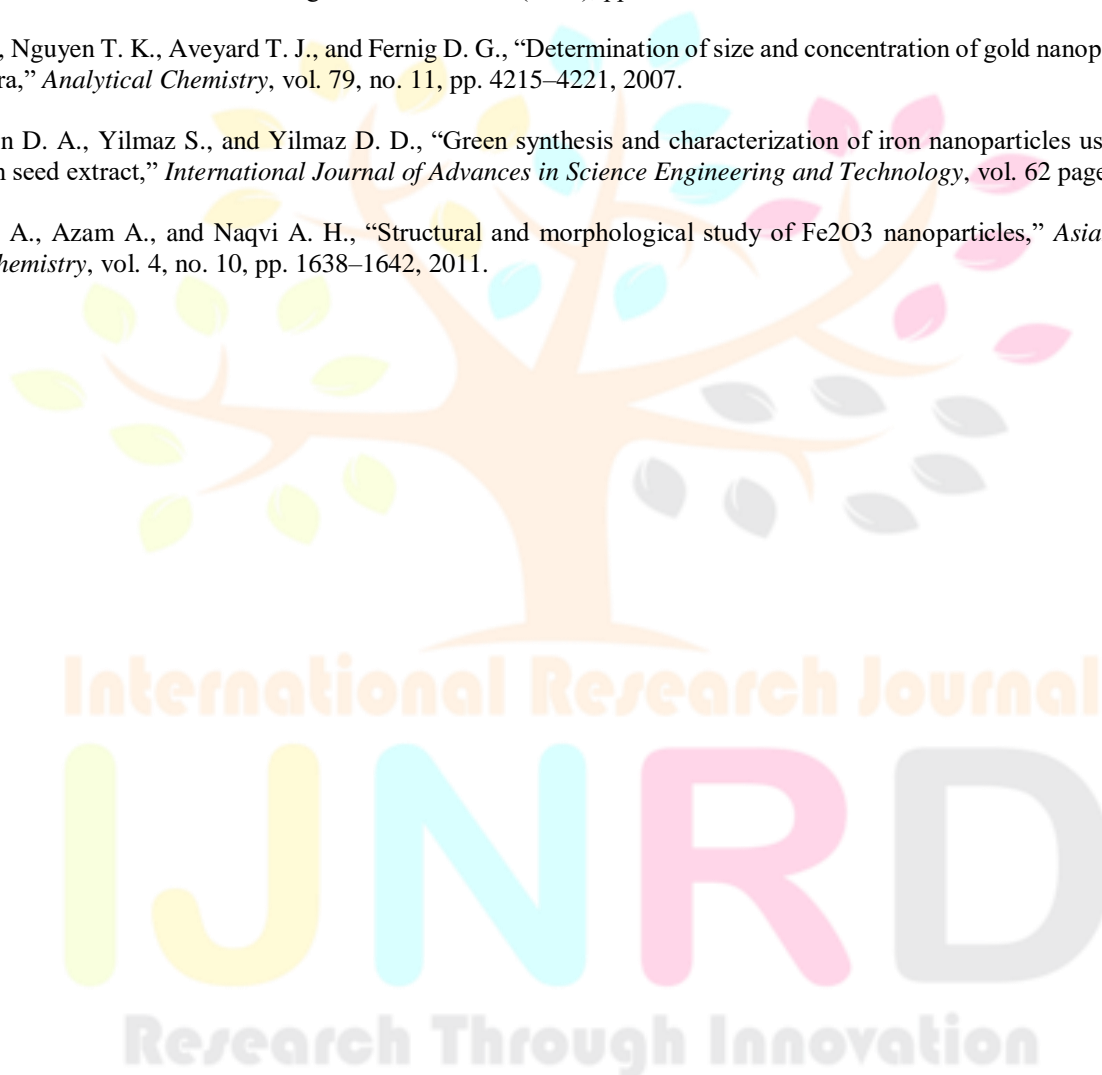 Nguyen T. K., Aveyard T. J., and Fernig D. G., “Determination of size and concentration of gold
ra,” Analytical Chemistry, vol. 79, no. 11, pp. 4215–4221, 2007.
n D. A., Yilmaz S., and Yilmaz D. D., “Green synthesis and characterization of iron nanoparticles us
n seed extract,” International Journal of Advances in Science Engineering and Technology, vol. 62 page
A., Azam A., and Naqvi A. H., “Structural and morphological study of Fe2O3 nanoparticles,” Asia
hemistry, vol. 4, no. 10, pp. 1638–1642, 2011.
International Research Journal
IJNRD
Research Through Innovation